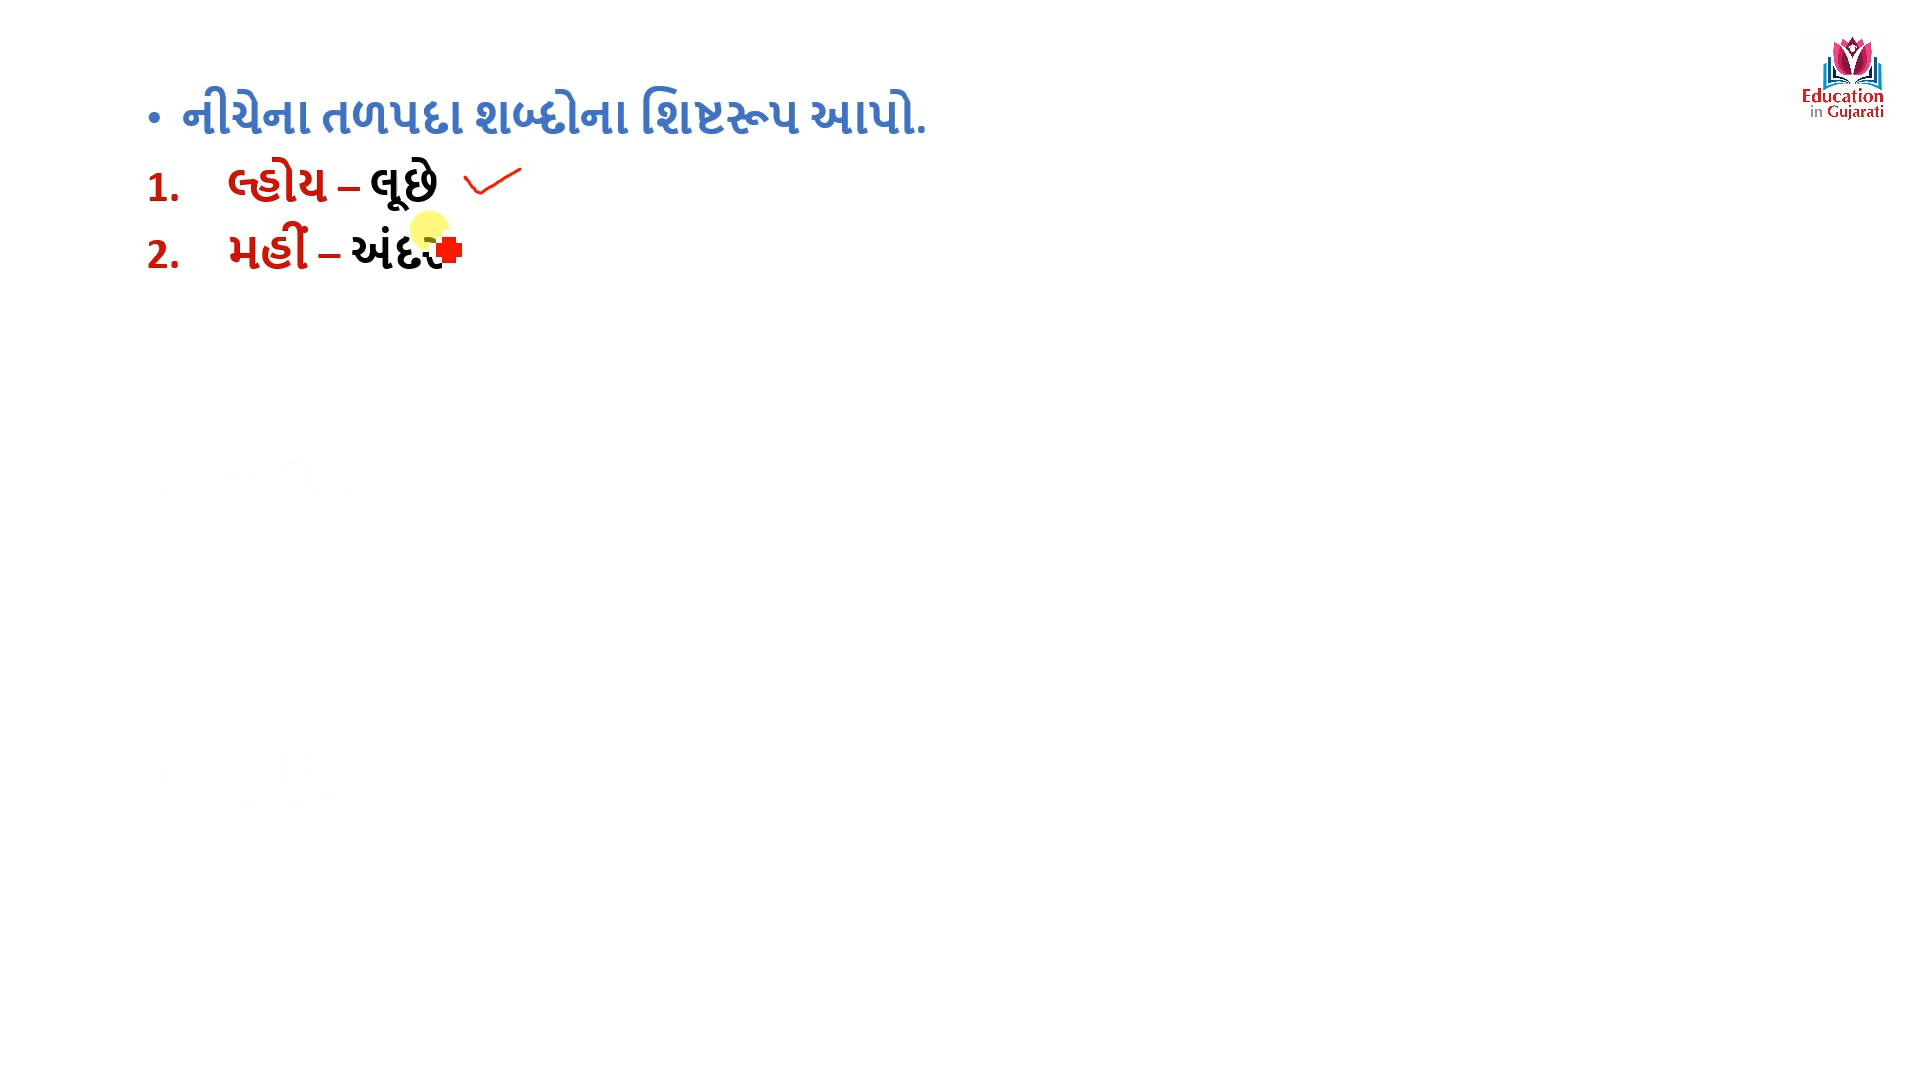 • નીચેના તળપદા શબ્દોના શિષ્ટરૂપ આપો.
1. લ્હોય – લૂછે
2. મહીં – અંદર
Education
in Gujarati